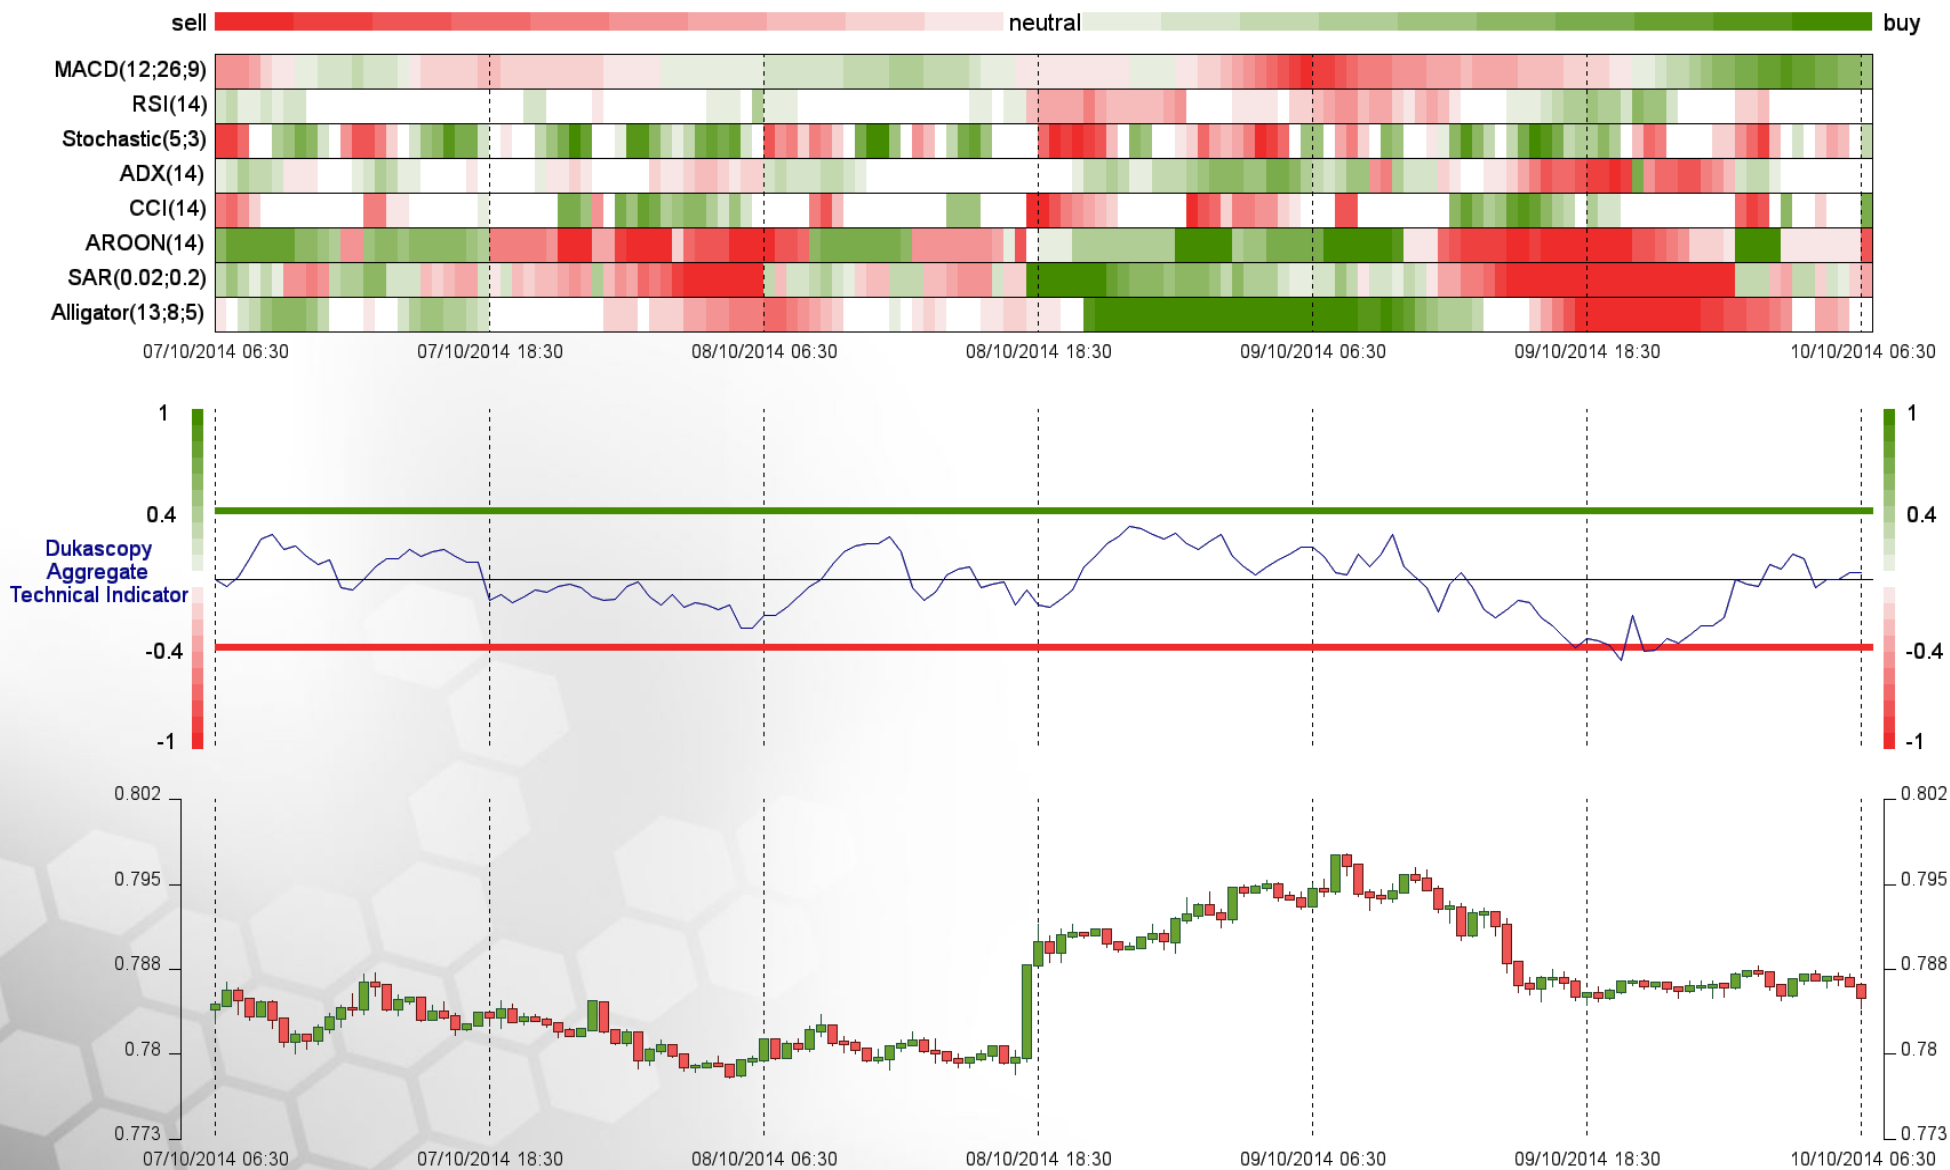 sell neutral buy
MACD(12;26;9)
RSI(14)
Stochastic(5;3)
ADX(14)
CCI(14)
AROON(14)
SAR(0.02;0.2)
Alligator(13;8;5)
07/10/2014 06:30 07/10/2014 18:30 08/10/2014 06:30 08/10/2014 18:30 09/10/2014 06:30 09/10/2014 18:30 10/10/2014 06:30
1 1
0.4 0.4
Dukascopy
Aggregate
Technical Indicator
-0.4 -0.4
-1 -1
0.802 0.802
0.795 0.795
0.788 0.788
0.78 0.78
0.773 0.773
07/10/2014 06:30 07/10/2014 18:30 08/10/2014 06:30 08/10/2014 18:30 09/10/2014 06:30 09/10/2014 18:30 10/10/2014 06:30